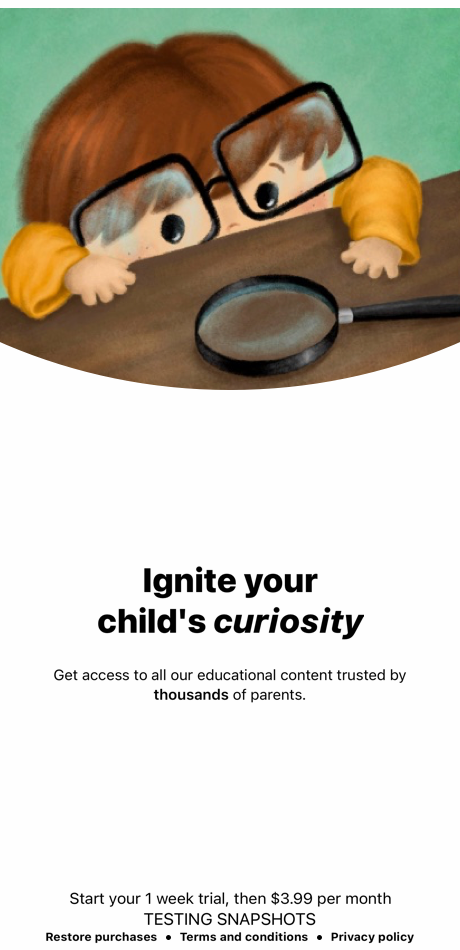 Ignite your
child's curiosity
Get access to all our educational content trusted by
thousands of parents.
Start your 1 week trial, then $3.99 per month
TESTING SNAPSHOTS
Restore purchases • Terms and conditions • Privacy policy